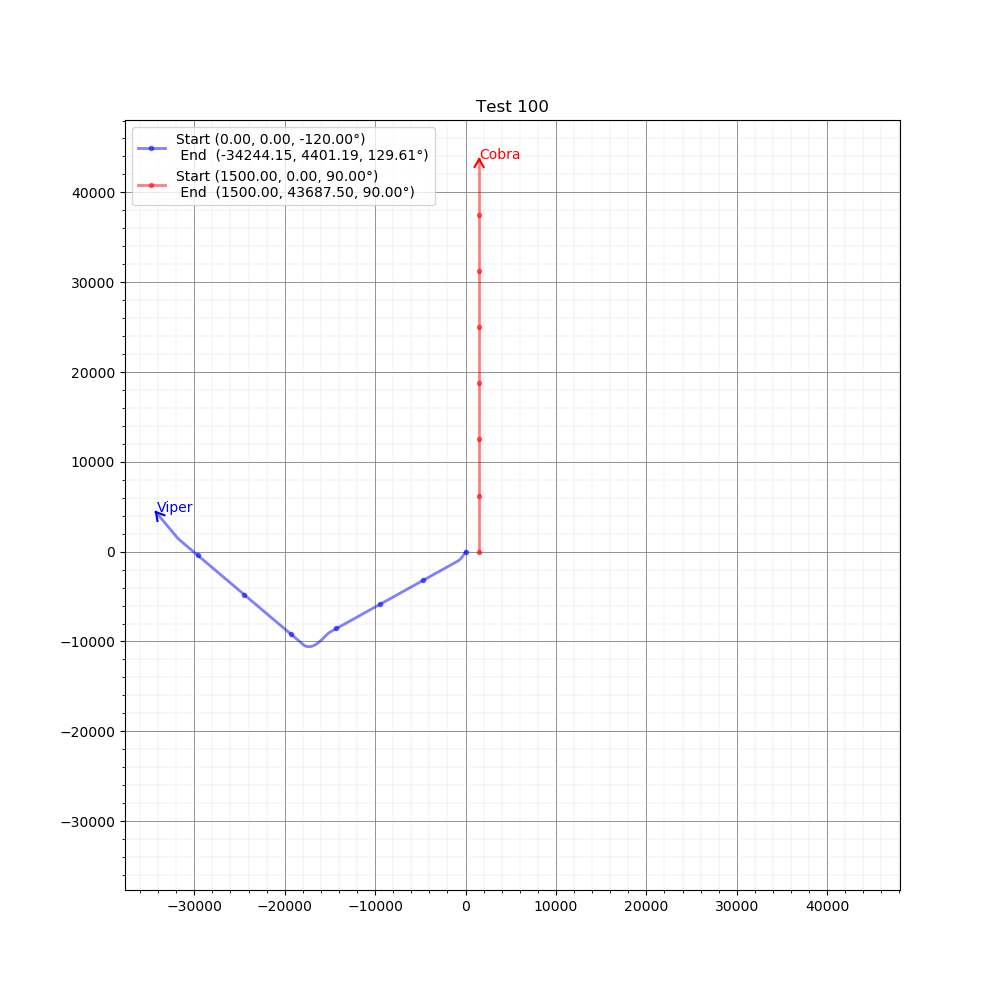 Test 100
Start (0.00, 0.00, -120.00°)
End (-34244.15, 4401.19, 129.61°)
Start (1500.00, 0.00, 90.00°)
End (1500.00, 43687.50, 90.00°)
Cobra
Viper
40000
30000
20000
10000
0
−10000
−20000
−30000
−30000 −20000 −10000 0 10000 20000 30000 40000